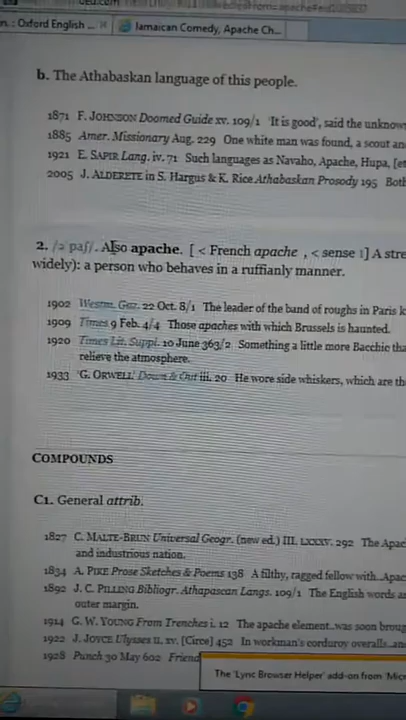 n.: Oxford English ...
Jamaican Comedy, Apache Ch...
b. The Athabaskan language of this people.
1871 F. JOHNSON Doomed Guide xv. 109/1 'It is good', said the unknow
1885 Amer. Missionary Aug. 229 One white man was found, a scout an
1921 E. SAPIR Lang. iv. 71 Such languages as Navaho, Apache, Hupa, [et
2005 J. ALDERETE in S. Hargus & K. Rice Athabaskan Prosody 195 Both
2. /ə paʃ/. Also apache. [ < French apache , < sense 1] A stre
widely): a person who behaves in a ruffianly manner.
1902 Westm. Gaz. 22 Oct. 8/1 The leader of the band of roughs in Paris k
1909 Times 9 Feb. 4/4 Those apaches with which Brussels is haunted.
1920 Times Lit. Suppl. 10 June 363/2 Something a little more Bacchic tha
relieve the atmosphere.
1933 'G. ORWELL' Down & Out iii. 20 He wore side whiskers, which are th
COMPOUNDS
C1. General attrib.
1827 C. MALTE-BRUN Universal Geogr. (new ed.) III. LXXXV. 292 The Apac
and industrious nation.
1834 A. PIKE Prose Sketches & Poems 138 A filthy, ragged fellow with..Apac
1892 J. C. PILLING Bibliogr. Athapascan Langs. 109/1 The English words ar
outer margin.
1914 G. W. YOUNG From Trenches i. 12 The apache element..was soon broug
1922 J. JOYCE Ulysses II. xv. [Circe] 452 In workman's corduroy overalls..an
1928 Punch 30 May 602 Friend
The 'Lync Browser Helper' add-on from 'Micr